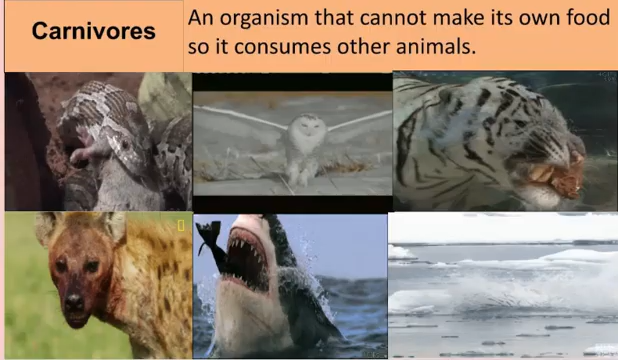 Carnivores
An organism that cannot make its own food
so it consumes other animals.